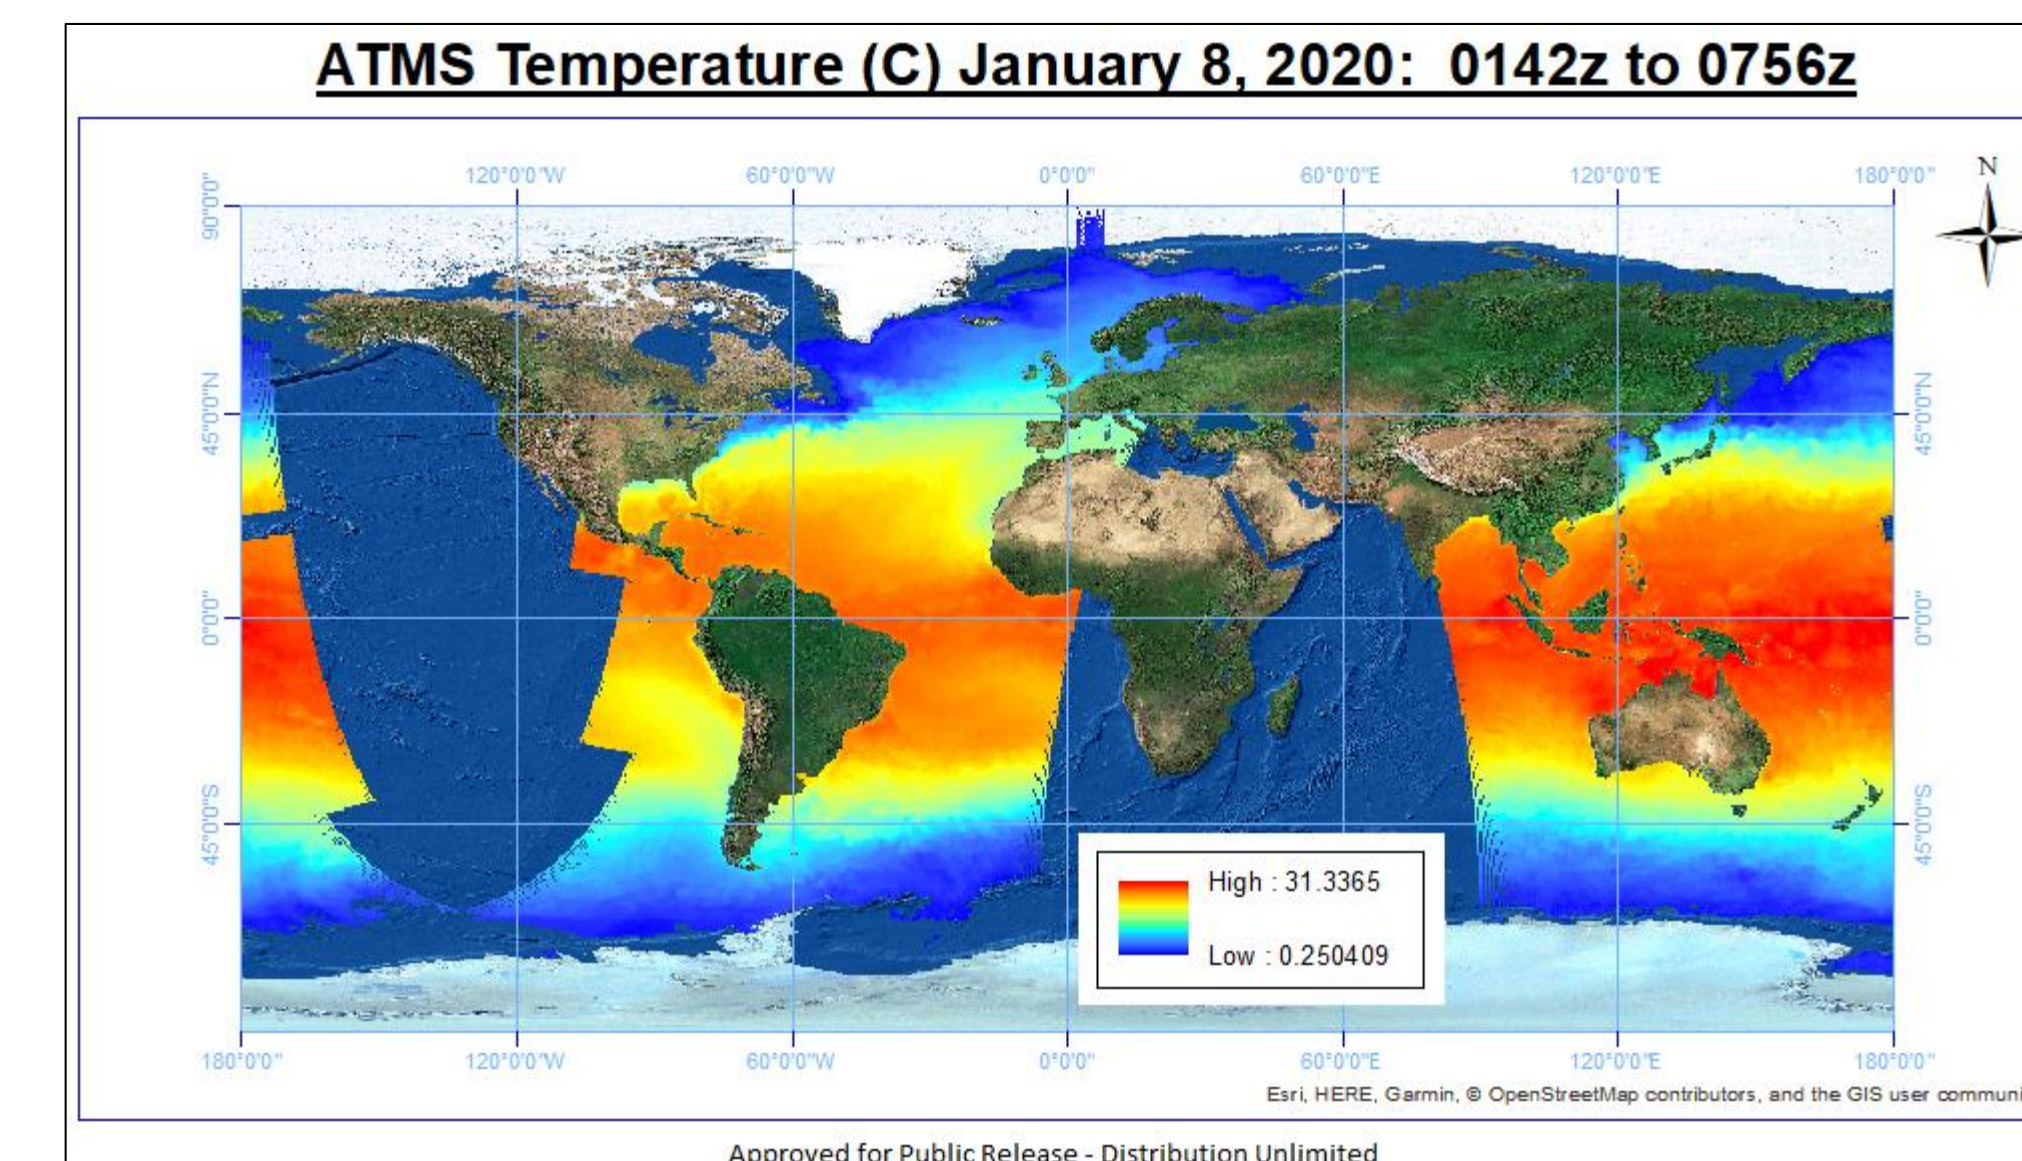 ATMS Temperature (C) January 8, 2020: 0142z to 0756z
120°0'0"W 60°0'0"W 0°0'0" 60°0'0"E 120°0'0"E 180°0'0"
N
90°0'0"
45°0'0"N
45°0'0"N
0°0'0"
0°0'0"
45°0'0"S
45°0'0"S
High : 31.3365
Low : 0.250409
180°0'0" 120°0'0"W 60°0'0"W 0°0'0" 60°0'0"E 120°0'0"E 180°0'0"
Esri, HERE, Garmin, © OpenStreetMap contributors, and the GIS user communi
Approved for Public Release - Distribution Unlimited